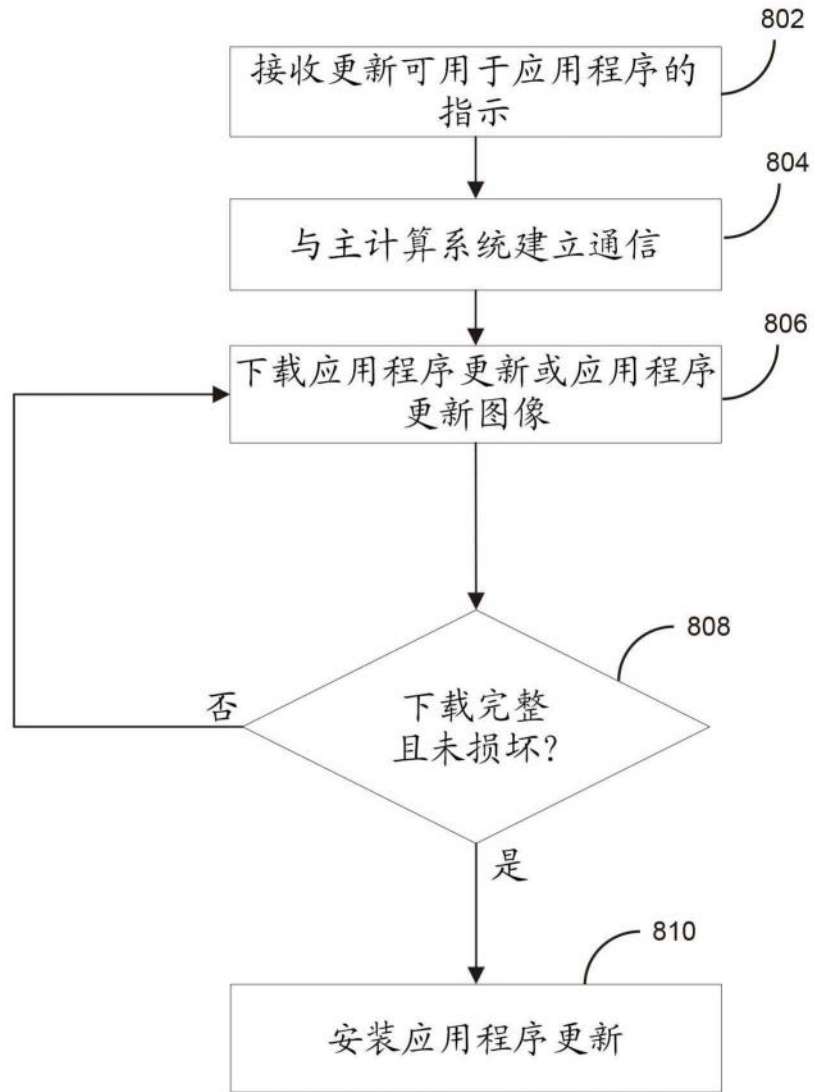 802
接收更新可用于应用程序的
指示
804
与主计算系统建立通信
806
下载应用程序更新或应用程序
更新图像
808
否
下载完整
且未损坏?
是
810
安装应用程序更新